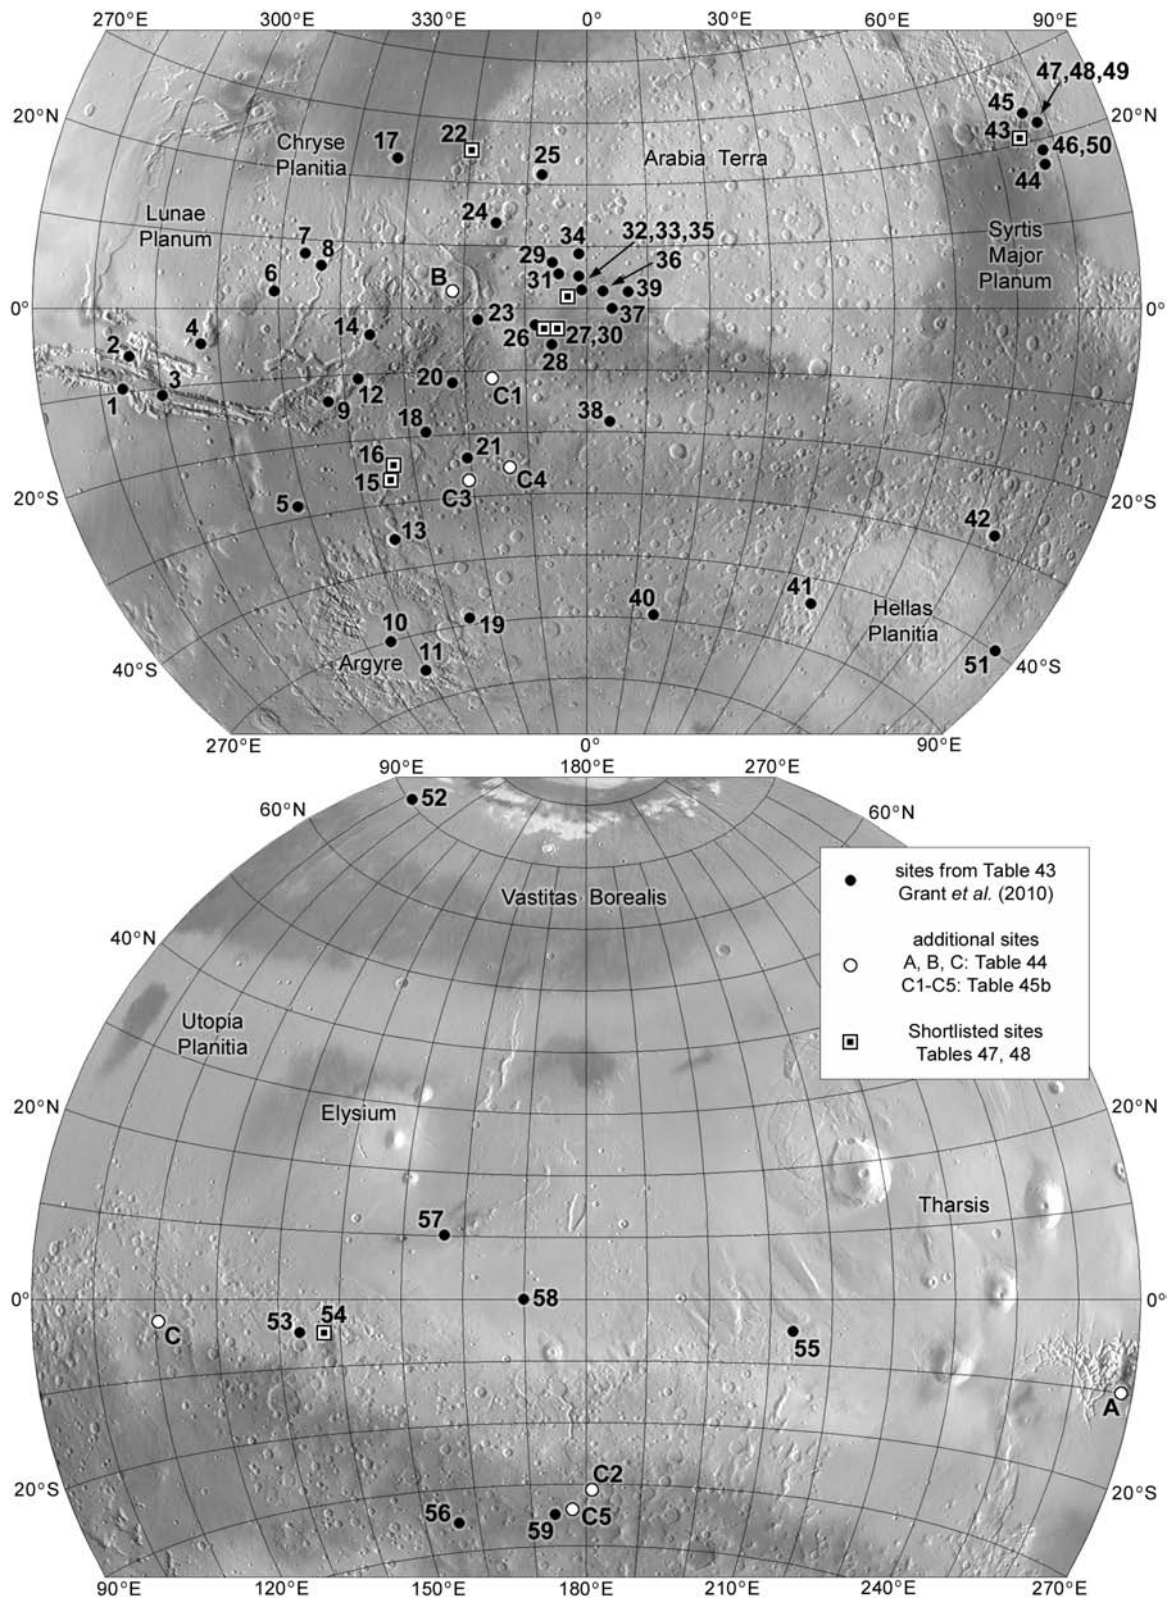 270°E 300°E 330°E 0° 30°E 60°E 90°E
47,48,49
20°N 45 20°N
17 22 43
Chryse
Planitia
25 Arabia Terra 46,50
44
Lunae
Planum
24
7 8 34 32,33,35
Syrtis
Major
Planum
29 36
6 B 31 39
0° 23 37 0°
14 26 27,30
4
2 28
3 12 20 C1
1 9 38
18
16 21
15 C3 C4
20°S 5 20°S
13 42
41
40
Hellas
Planitia
10 19
Argyre 11
40°S 51 40°S
270°E 0° 90°E
90°E 180°E 270°E
52
60°N 60°N
Vastitas Borealis
sites from Table 43
Grant et al. (2010)
40°N
additional sites
A, B, C: Table 44
C1-C5: Table 45b
Utopia
Planitia
Shortlisted sites
Tables 47, 48
20°N Elysium 20°N
Tharsis
57
0° 58 0°
53 54
C 55
A
C2
20°S 20°S
56 59 C5
90°E 120°E 150°E 180°E 210°E 240°E 270°E